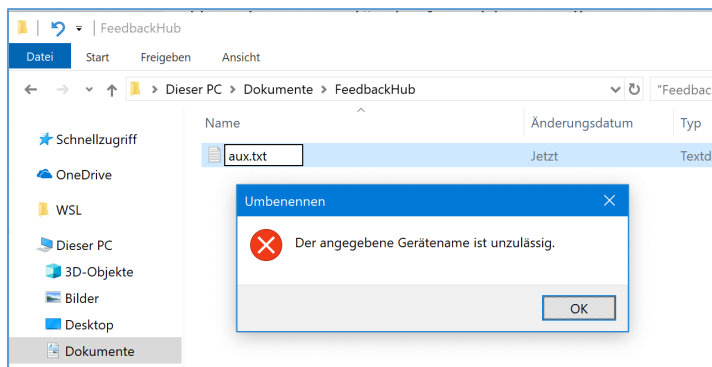 FeedbackHub
Datei Start Freigeben Ansicht
Dieser PC Dokumente FeedbackHub "Feedbac
Name Änderungsdatum Typ
Schnellzugriff
aux.txt Jetzt Textd
OneDrive
WSL
Dieser PC
3D-Objekte
Bilder
Desktop
Dokumente
Umbenennen
Der angegebene Gerätename ist unzulässig.
OK